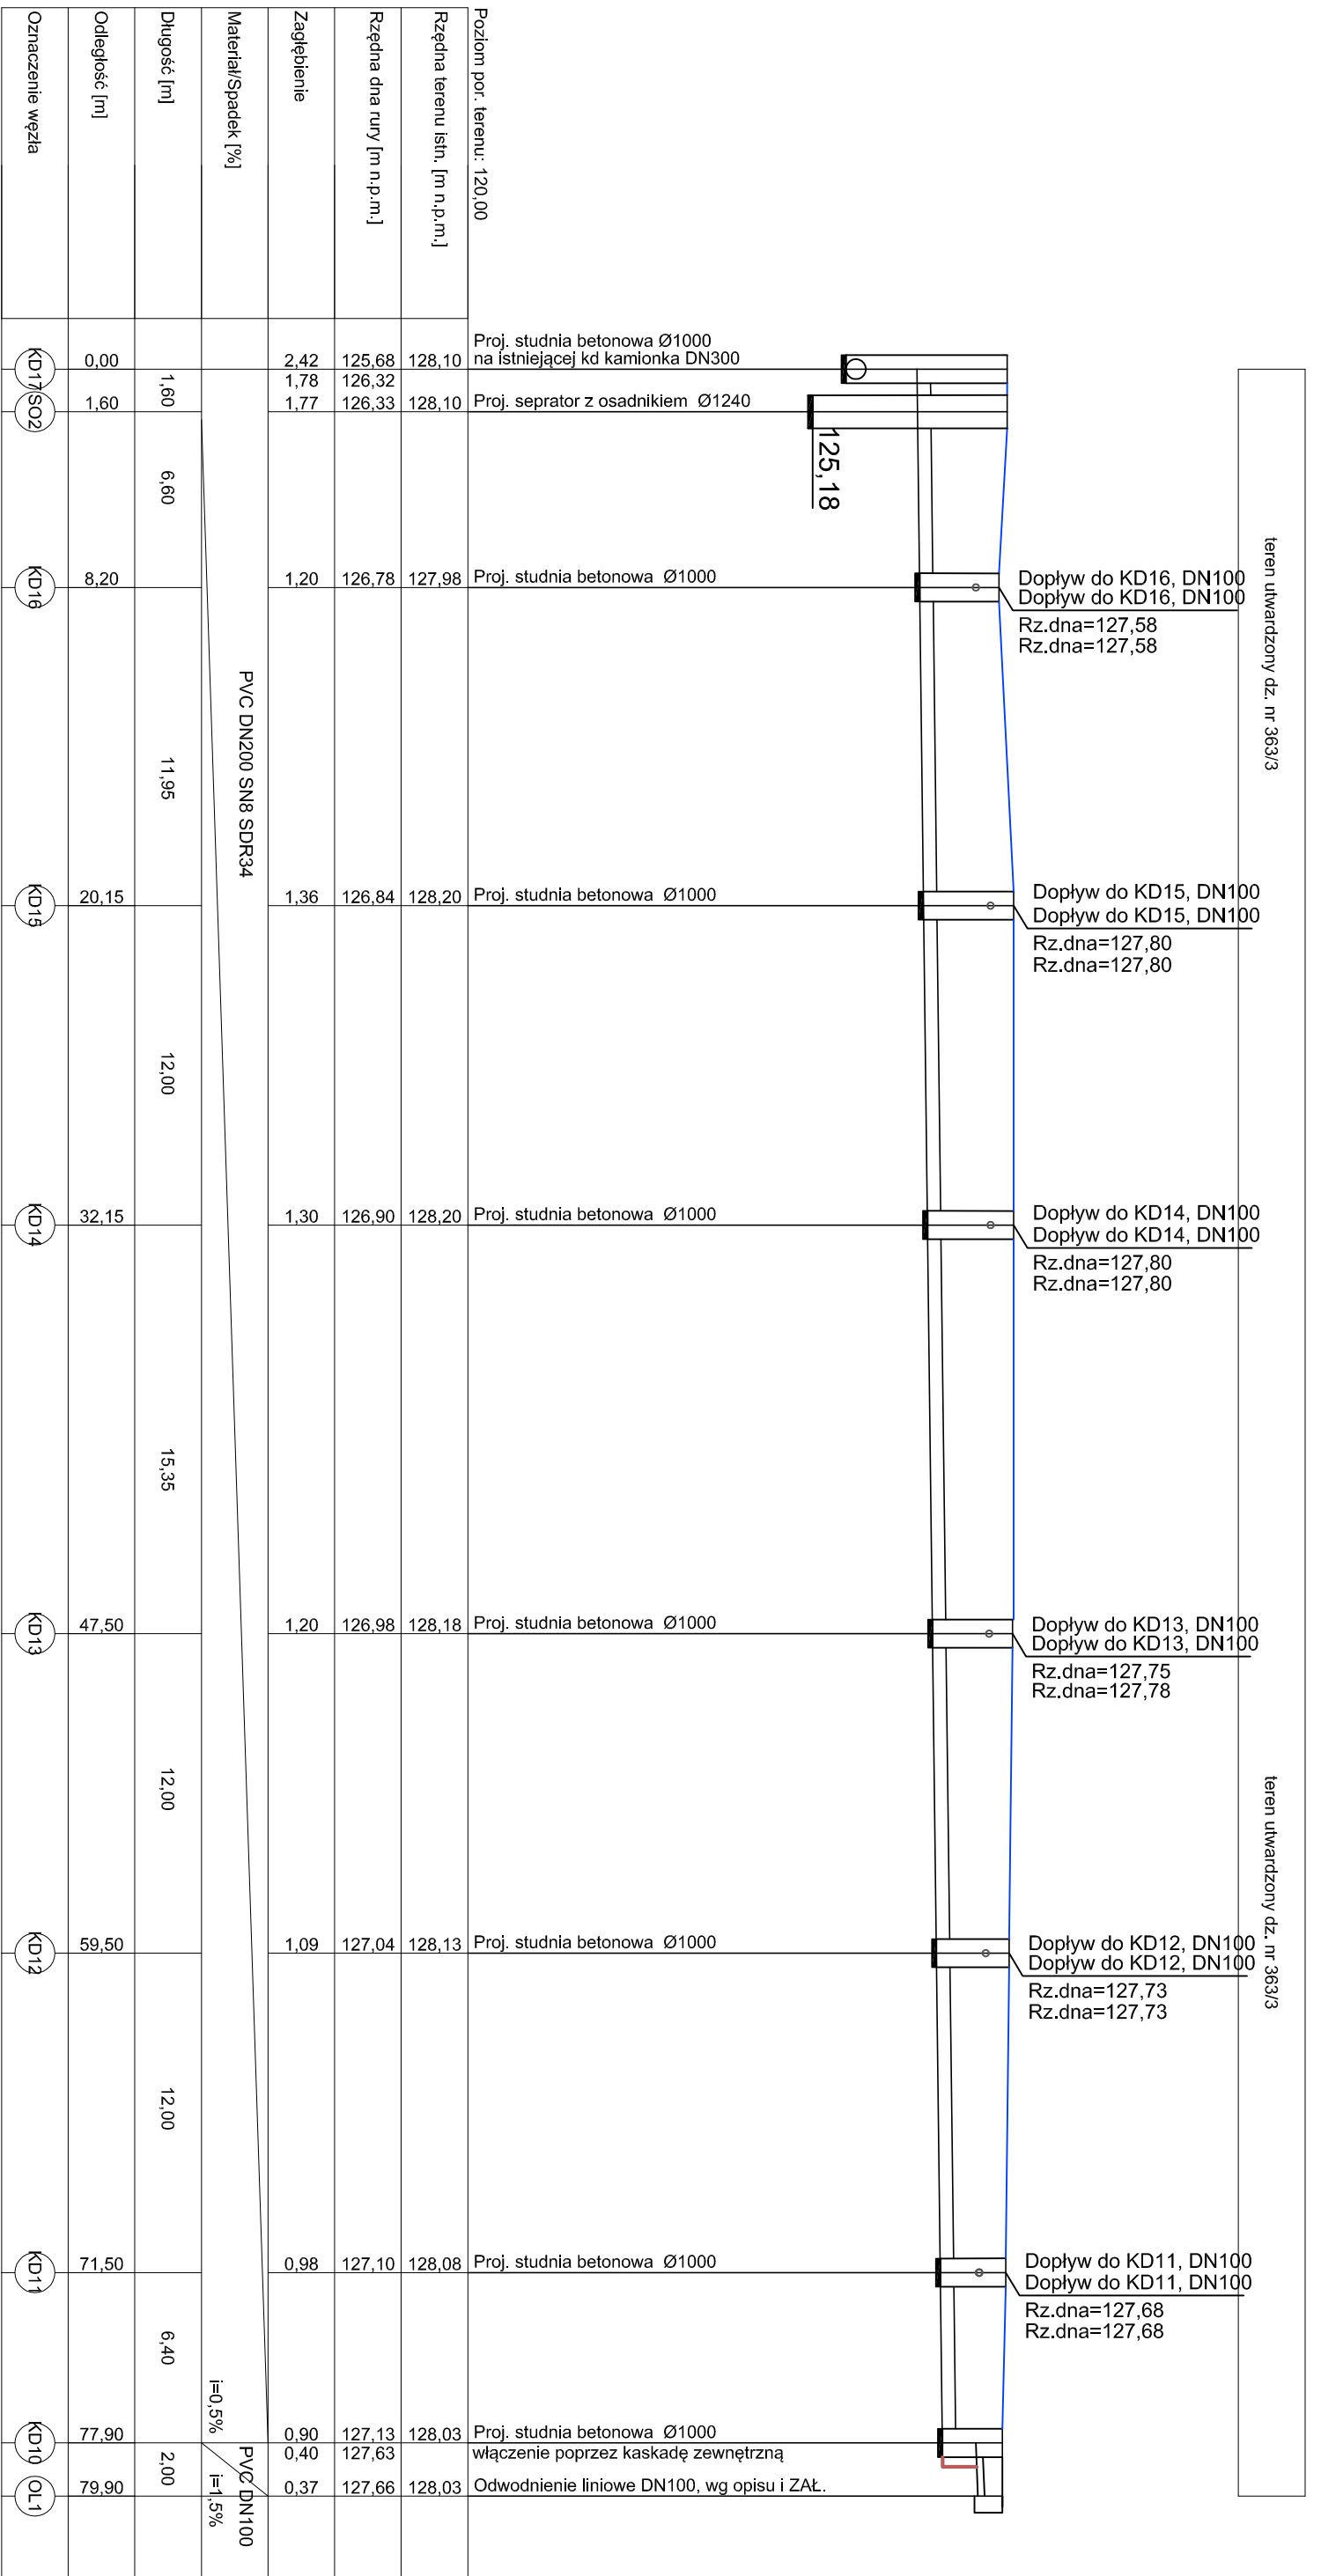 teren utwardzony dz. nr 363/3
teren utwardzony dz. nr 363/3
Dopływ do KD16, DN100
Dopływ do KD16, DN100
Rz.dna=127,58
Rz.dna=127,58
Dopływ do KD15, DN100
Dopływ do KD15, DN100
Rz.dna=127,80
Rz.dna=127,80
Dopływ do KD14, DN100
Dopływ do KD14, DN100
Rz.dna=127,80
Rz.dna=127,80
Dopływ do KD13, DN100
Dopływ do KD13, DN100
Rz.dna=127,75
Rz.dna=127,78
Dopływ do KD12, DN100
Dopływ do KD12, DN100
Rz.dna=127,73
Rz.dna=127,73
Dopływ do KD11, DN100
Dopływ do KD11, DN100
Rz.dna=127,68
Rz.dna=127,68
125,18
Proj. studnia betonowa Ø1000
na istniejącej kd kamionka DN300
Proj. seprator z osadnikiem Ø1240
Proj. studnia betonowa Ø1000
Proj. studnia betonowa Ø1000
Proj. studnia betonowa Ø1000
Proj. studnia betonowa Ø1000
Proj. studnia betonowa Ø1000
Proj. studnia betonowa Ø1000
Proj. studnia betonowa Ø1000
włączenie poprzez kaskadę zewnętrzną
Odwodnienie liniowe DN100, wg opisu i ZAŁ.
Poziom por. terenu: 120,00
Rzędna terenu istn. [m n.p.m.]
128,10
128,10
127,98
128,20
128,20
128,18
128,13
128,08
128,03
128,03
Rzędna dna rury [m n.p.m.]
125,68
126,32
126,33
126,78
126,84
126,90
126,98
127,04
127,10
127,13
127,63
127,66
Zagłębienie
2,42
1,78
1,77
1,20
1,36
1,30
1,20
1,09
0,98
0,90
0,40
0,37
Materiał/Spadek [%]
PVC DN200 SN8 SDR34
i=0,5%
PVC DN100
i=1,5%
Długość [m]
1,60
6,60
11,95
12,00
15,35
12,00
12,00
6,40
2,00
Odległość [m]
0,00
1,60
8,20
20,15
32,15
47,50
59,50
71,50
77,90
79,90
Oznaczenie węzła
KD17
SO2
KD16
KD15
KD14
KD13
KD12
KD11
KD10
OL1